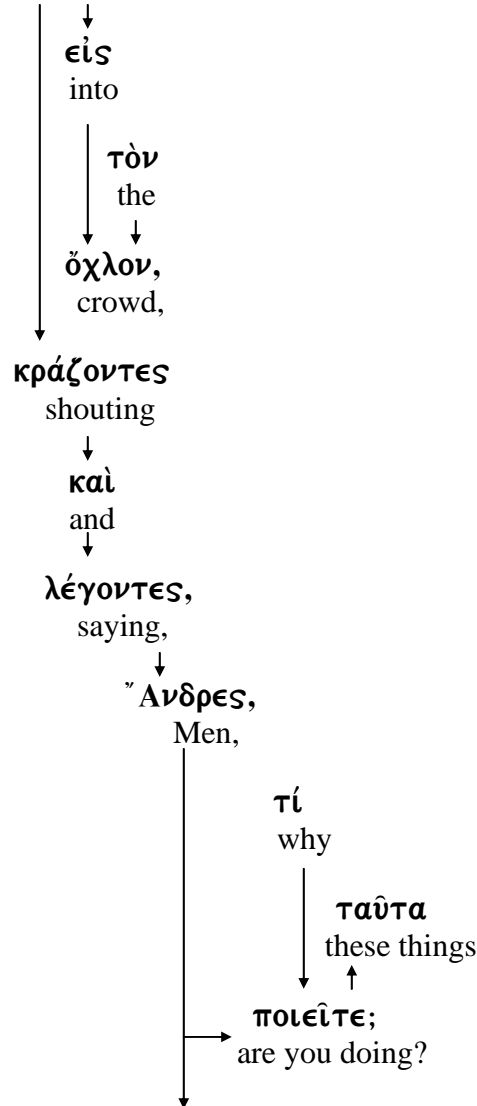 εἰς
into
τὸν
the
ὄχλον,
crowd,
κράζοντες
shouting
καὶ
and
λέγοντες,
saying,
Ἄνδρες,
Men,
τί
why
ταῦτα
these things
ποιεῖτε;
are you doing?